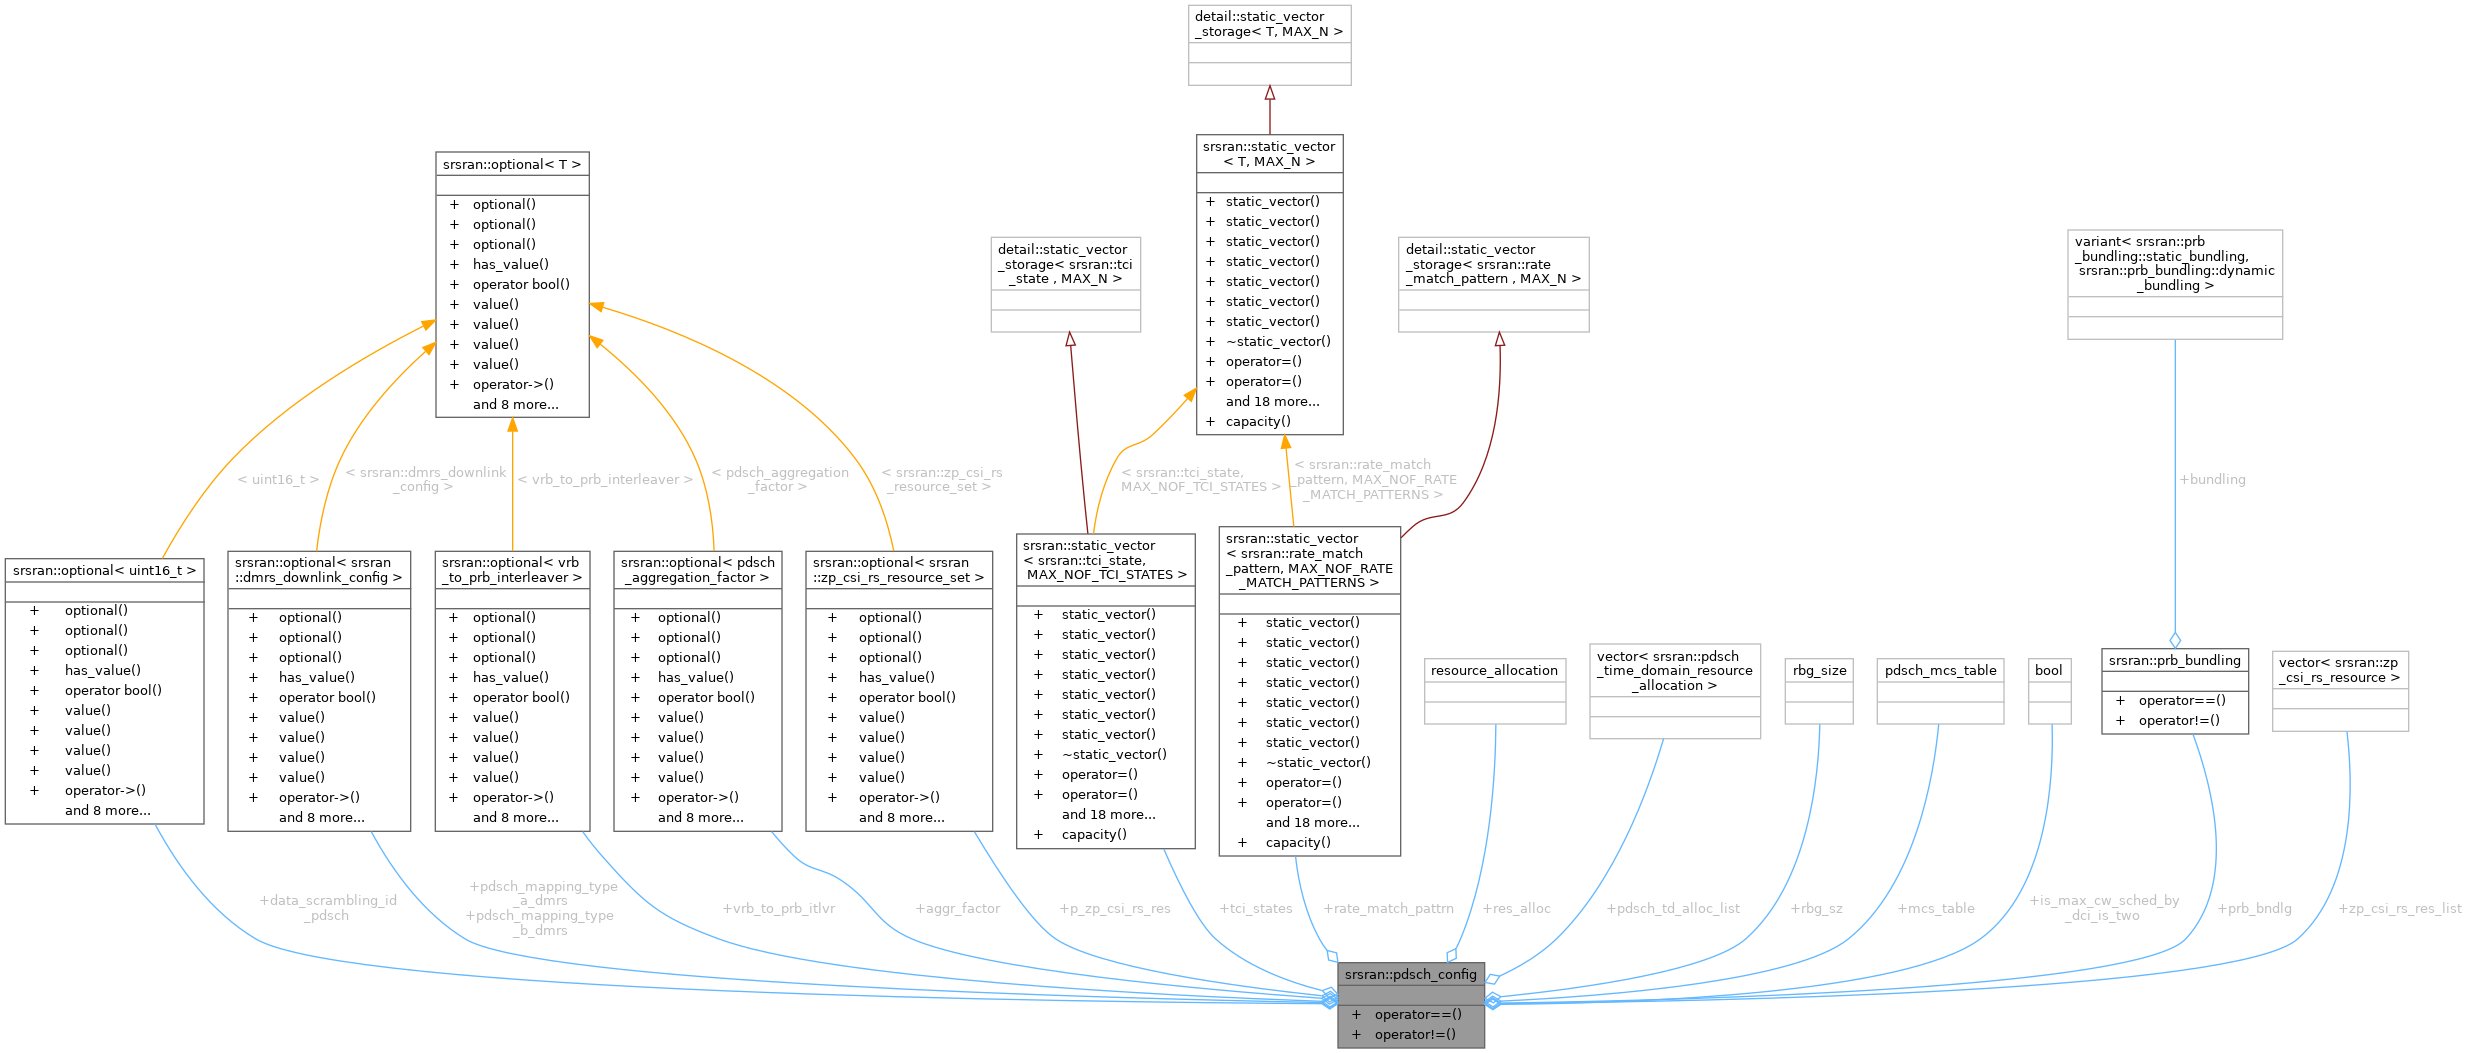 detail::static_vector
_storage< T, MAX_N >
srsran::static_vector
< T, MAX_N >
+ static_vector()
+ static_vector()
+ static_vector()
+ static_vector()
+ static_vector()
+ static_vector()
+ static_vector()
+ ~static_vector()
+ operator=()
+ operator=()
and 18 more...
+ capacity()
srsran::optional< T >
+ optional()
+ optional()
+ optional()
+ has_value()
+ operator bool()
+ value()
+ value()
+ value()
+ value()
+ operator->()
and 8 more...
detail::static_vector
_storage< srsran::tci
_state , MAX_N >
detail::static_vector
_storage< srsran::rate
_match_pattern , MAX_N >
variant< srsran::prb
_bundling::static_bundling,
srsran::prb_bundling::dynamic
_bundling >
< uint16_t >
< srsran::dmrs_downlink
_config >
< vrb_to_prb_interleaver >
< pdsch_aggregation
_factor >
< srsran::zp_csi_rs
_resource_set >
< srsran::tci_state,
MAX_NOF_TCI_STATES >
< srsran::rate_match
_pattern, MAX_NOF_RATE
_MATCH_PATTERNS >
+bundling
srsran::optional< uint16_t >
+ optional()
+ optional()
+ optional()
+ has_value()
+ operator bool()
+ value()
+ value()
+ value()
+ value()
+ operator->()
and 8 more...
srsran::optional< srsran
::dmrs_downlink_config >
+ optional()
+ optional()
+ optional()
+ has_value()
+ operator bool()
+ value()
+ value()
+ value()
+ value()
+ operator->()
and 8 more...
srsran::optional< vrb
_to_prb_interleaver >
+ optional()
+ optional()
+ optional()
+ has_value()
+ operator bool()
+ value()
+ value()
+ value()
+ value()
+ operator->()
and 8 more...
srsran::optional< pdsch
_aggregation_factor >
+ optional()
+ optional()
+ optional()
+ has_value()
+ operator bool()
+ value()
+ value()
+ value()
+ value()
+ operator->()
and 8 more...
srsran::optional< srsran
::zp_csi_rs_resource_set >
+ optional()
+ optional()
+ optional()
+ has_value()
+ operator bool()
+ value()
+ value()
+ value()
+ value()
+ operator->()
and 8 more...
srsran::static_vector
< srsran::tci_state,
MAX_NOF_TCI_STATES >
+ static_vector()
+ static_vector()
+ static_vector()
+ static_vector()
+ static_vector()
+ static_vector()
+ static_vector()
+ ~static_vector()
+ operator=()
+ operator=()
and 18 more...
+ capacity()
srsran::static_vector
< srsran::rate_match
_pattern, MAX_NOF_RATE
_MATCH_PATTERNS >
+ static_vector()
+ static_vector()
+ static_vector()
+ static_vector()
+ static_vector()
+ static_vector()
+ static_vector()
+ ~static_vector()
+ operator=()
+ operator=()
and 18 more...
+ capacity()
resource_allocation
vector< srsran::pdsch
_time_domain_resource
_allocation >
rbg_size
pdsch_mcs_table
bool
srsran::prb_bundling
+ operator==()
+ operator!=()
vector< srsran::zp
_csi_rs_resource >
+data_scrambling_id
_pdsch
+pdsch_mapping_type
_a_dmrs
+pdsch_mapping_type
_b_dmrs
+vrb_to_prb_itlvr
+aggr_factor
+p_zp_csi_rs_res
+tci_states
+rate_match_pattrn
+res_alloc
+pdsch_td_alloc_list
+rbg_sz
+mcs_table
+is_max_cw_sched_by
_dci_is_two
+prb_bndlg
+zp_csi_rs_res_list
srsran::pdsch_config
+ operator==()
+ operator!=()